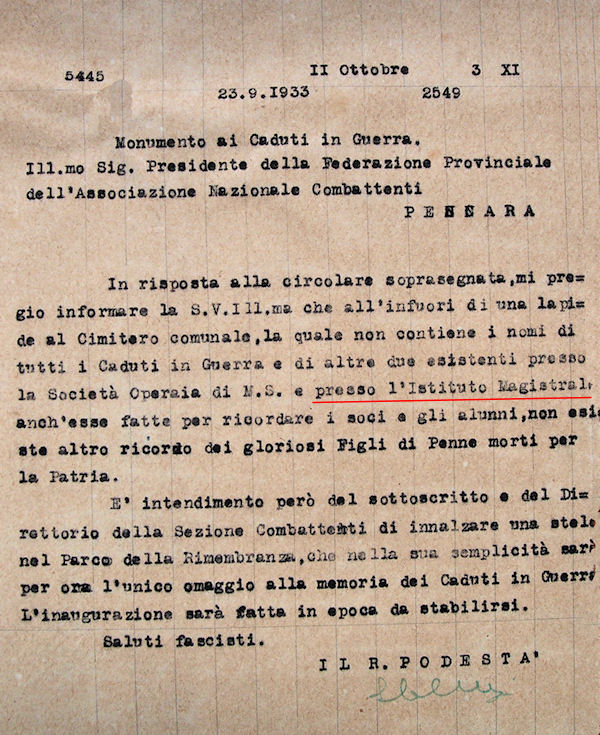 5445 II Ottobre 3 XI
23.9.1933 2549
Monumento ai Caduti in Guerra.
Ill.mo Sig. Presidente della Federazione Provinciale
dell'Associazione Nazionale Combattenti
PESCARA
In risposta alla circolare soprasegnata,mi pre=
gio informare la S.V.Ill.ma che all'infuori di una lapi=
de al Cimitero comunale,la quale non contiene i nomi di
tutti i Caduti in Guerra e di altre due esistenti presso
la Società Operaia di M.S. e presso l'Istituto Magistral
anch'esse fatte per ricordare i soci e gli alunni,non esi
ste altro ricordo dei gloriosi Figli di Penne morti per
la Patria.
E' intendimento però del sottoscritto e del Di=
rettorio della Sezione Combattenti di innalzare una stele
nel Parco della Rimembranza,che nella sua semplicità sarà
per ora l'unico omaggio alla memoria dei Caduti in Guerra
L'inaugurazione sarà fatta in epoca da stabilirsi.
Saluti fascisti.
IL R. PODESTA'